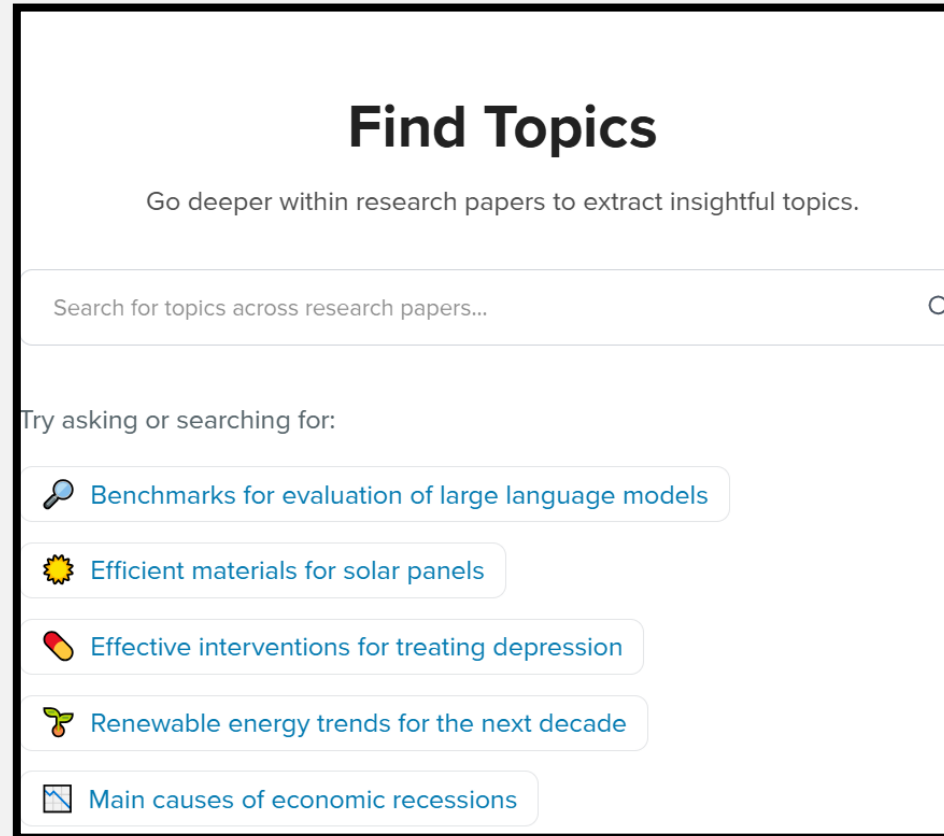 Find Topics
Go deeper within research papers to extract insightful topics.
Search for topics across research papers...
Try asking or searching for:
Benchmarks for evaluation of large language models
Efficient materials for solar panels
Effective interventions for treating depression
Renewable energy trends for the next decade
Main causes of economic recessions